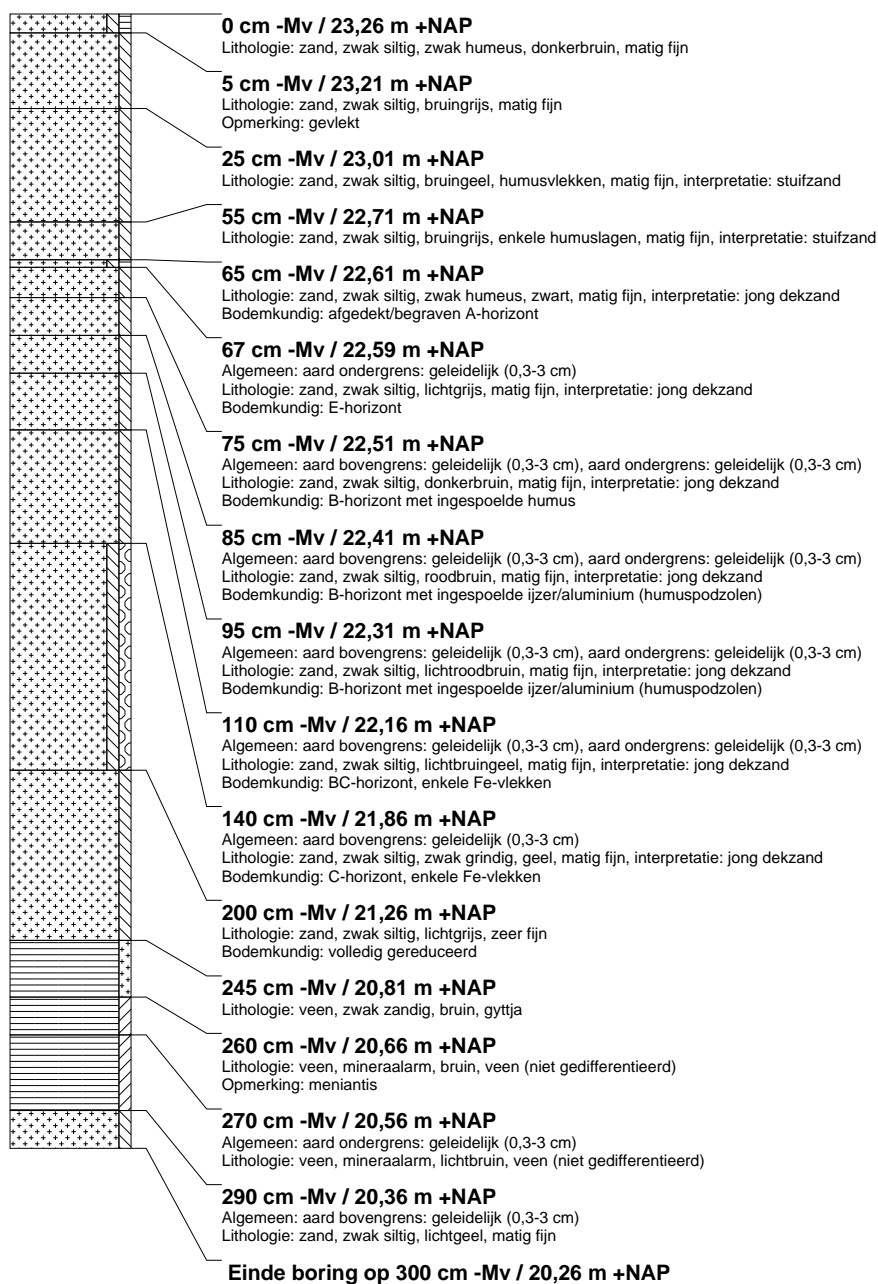 0 cm -Mv / 23,26 m +NAP
Lithologie: zand, zwak siltig, zwak humeus, donkerbruin, matig fijn
5 cm -Mv / 23,21 m +NAP
Lithologie: zand, zwak siltig, bruingrijs, matig fijn
Opmerking: gevlekt
25 cm -Mv / 23,01 m +NAP
Lithologie: zand, zwak siltig, bruingeel, humusvlekken, matig fijn, interpretatie: stuifzand
55 cm -Mv / 22,71 m +NAP
Lithologie: zand, zwak siltig, bruingrijs, enkele humuslagen, matig fijn, interpretatie: stuifzand
65 cm -Mv / 22,61 m +NAP
Lithologie: zand, zwak siltig, zwak humeus, zwart, matig fijn, interpretatie: jong dekzand
Bodemkundig: afgedekt/begraven A-horizont
67 cm -Mv / 22,59 m +NAP
Algemeen: aard ondergrens: geleidelijk (0,3-3 cm)
Lithologie: zand, zwak siltig, lichtgrijs, matig fijn, interpretatie: jong dekzand
Bodemkundig: E-horizont
75 cm -Mv / 22,51 m +NAP
Algemeen: aard bovengrens: geleidelijk (0,3-3 cm), aard ondergrens: geleidelijk (0,3-3 cm)
Lithologie: zand, zwak siltig, donkerbruin, matig fijn, interpretatie: jong dekzand
Bodemkundig: B-horizont met ingespoelde humus
85 cm -Mv / 22,41 m +NAP
Algemeen: aard bovengrens: geleidelijk (0,3-3 cm), aard ondergrens: geleidelijk (0,3-3 cm)
Lithologie: zand, zwak siltig, roodbruin, matig fijn, interpretatie: jong dekzand
Bodemkundig: B-horizont met ingespoelde ijzer/aluminium (humuspodzolen)
95 cm -Mv / 22,31 m +NAP
Algemeen: aard bovengrens: geleidelijk (0,3-3 cm), aard ondergrens: geleidelijk (0,3-3 cm)
Lithologie: zand, zwak siltig, lichtroodbruin, matig fijn, interpretatie: jong dekzand
Bodemkundig: B-horizont met ingespoelde ijzer/aluminium (humuspodzolen)
110 cm -Mv / 22,16 m +NAP
Algemeen: aard bovengrens: geleidelijk (0,3-3 cm), aard ondergrens: geleidelijk (0,3-3 cm)
Lithologie: zand, zwak siltig, lichtbruingeel, matig fijn, interpretatie: jong dekzand
Bodemkundig: BC-horizont, enkele Fe-vlekken
140 cm -Mv / 21,86 m +NAP
Algemeen: aard bovengrens: geleidelijk (0,3-3 cm)
Lithologie: zand, zwak siltig, zwak grindig, geel, matig fijn, interpretatie: jong dekzand
Bodemkundig: C-horizont, enkele Fe-vlekken
200 cm -Mv / 21,26 m +NAP
Lithologie: zand, zwak siltig, lichtgrijs, zeer fijn
Bodemkundig: volledig gereduceerd
245 cm -Mv / 20,81 m +NAP
Lithologie: veen, zwak zandig, bruin, gyttja
260 cm -Mv / 20,66 m +NAP
Lithologie: veen, mineraalarm, bruin, veen (niet gedifferentieerd)
Opmerking: meniantis
270 cm -Mv / 20,56 m +NAP
Algemeen: aard ondergrens: geleidelijk (0,3-3 cm)
Lithologie: veen, mineraalarm, lichtbruin, veen (niet gedifferentieerd)
290 cm -Mv / 20,36 m +NAP
Algemeen: aard bovengrens: geleidelijk (0,3-3 cm)
Lithologie: zand, zwak siltig, lichtgeel, matig fijn
Einde boring op 300 cm -Mv / 20,26 m +NAP